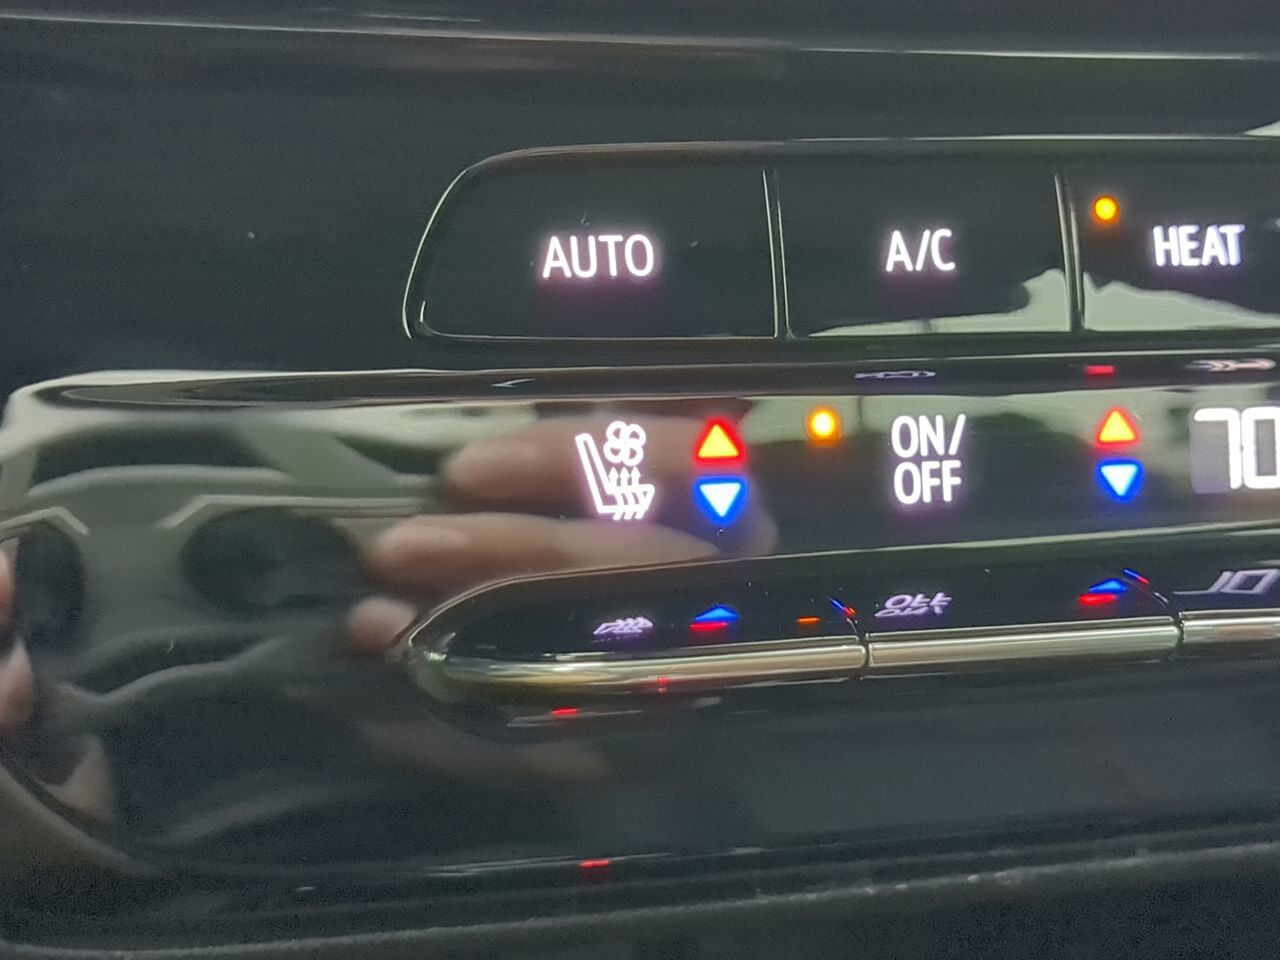 AUTO A/C HEAT
ON/
OFF
70